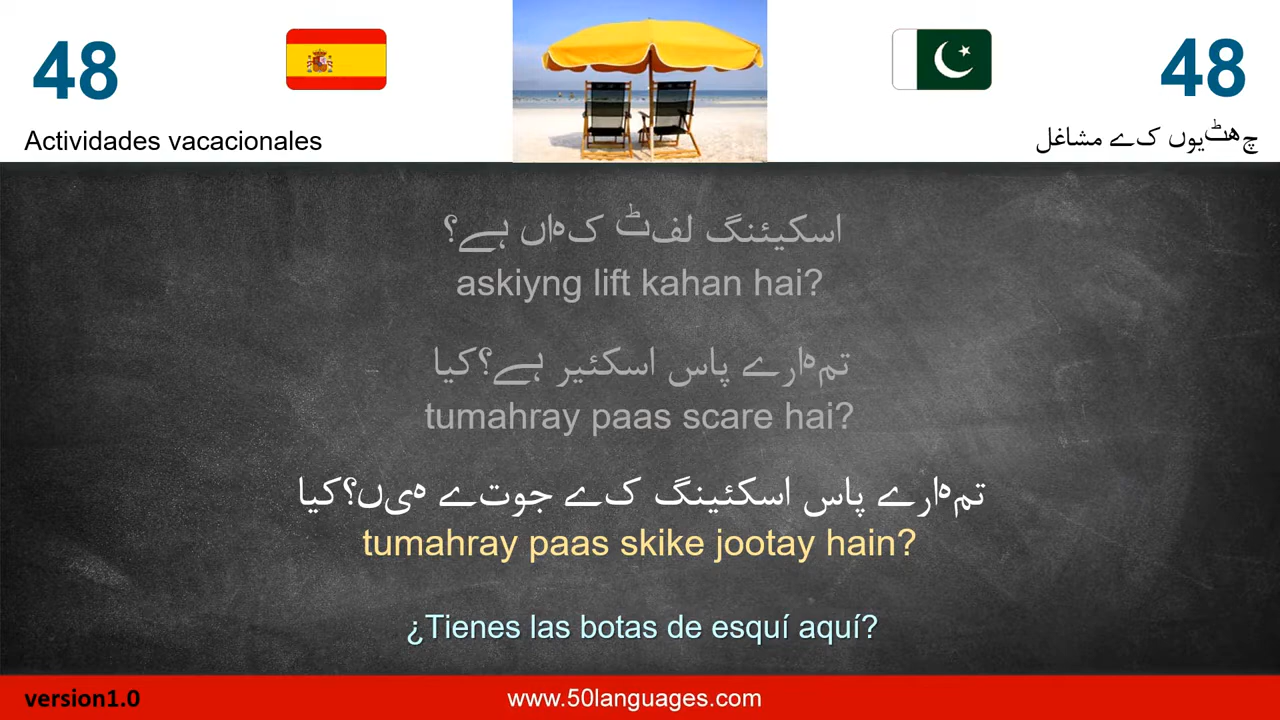 48
48
Actividades vacacionales
چھٹیوں کے مشاغل
اسکیئنگ لفٹ کہاں ہے؟
askiyng lift kahan hai?
تمہارے پاس اسکئیر ہے؟کیا
tumahray paas scare hai?
تمہارے پاس اسکئینگ کے جوتے ہیں؟کیا
tumahray paas skike jootay hain?
¿Tienes las botas de esquí aquí?
version1.0
www.50languages.com